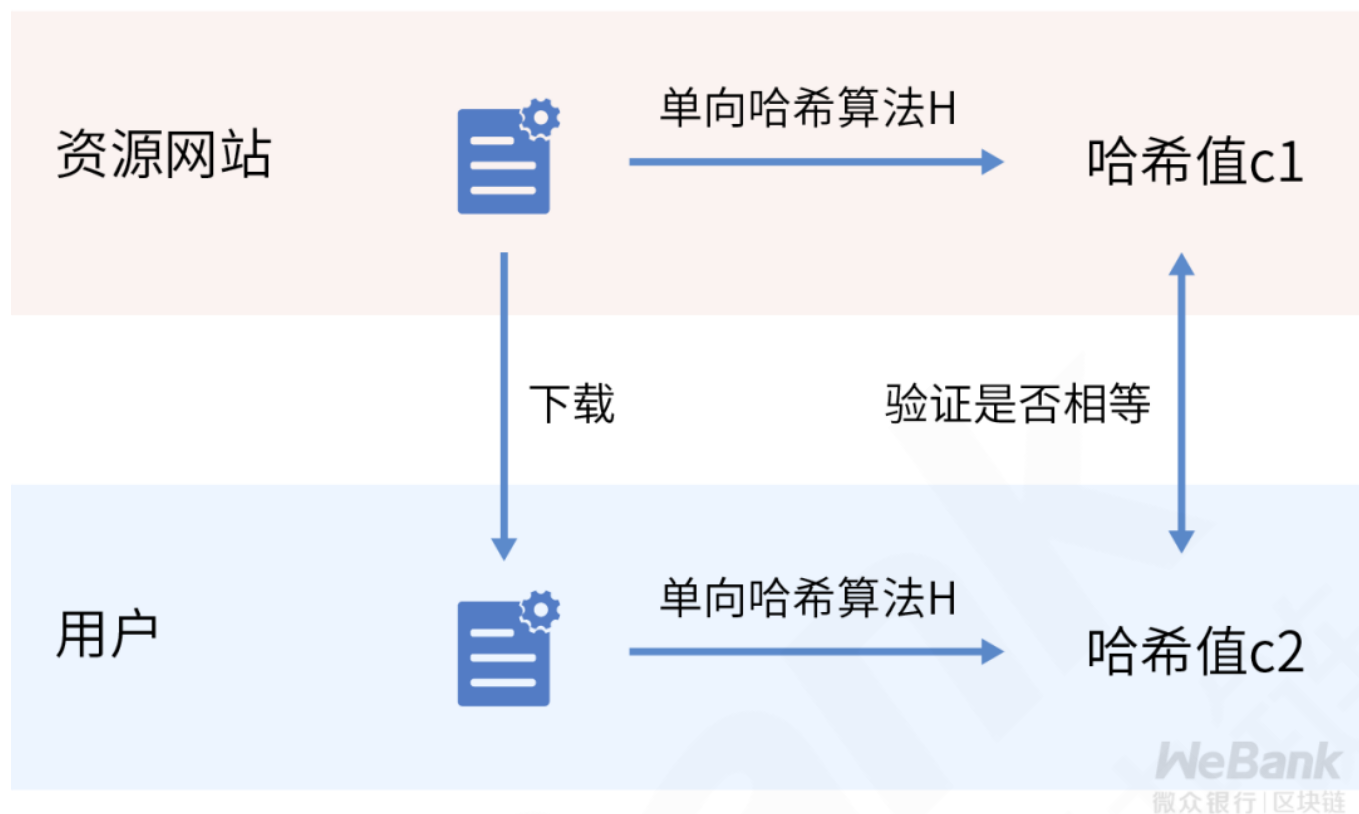 单向哈希算法H
资源网站
哈希值c1
下载
验证是否相等
单向哈希算法H
用户
哈希值c2
WeBank
微众银行|区块链